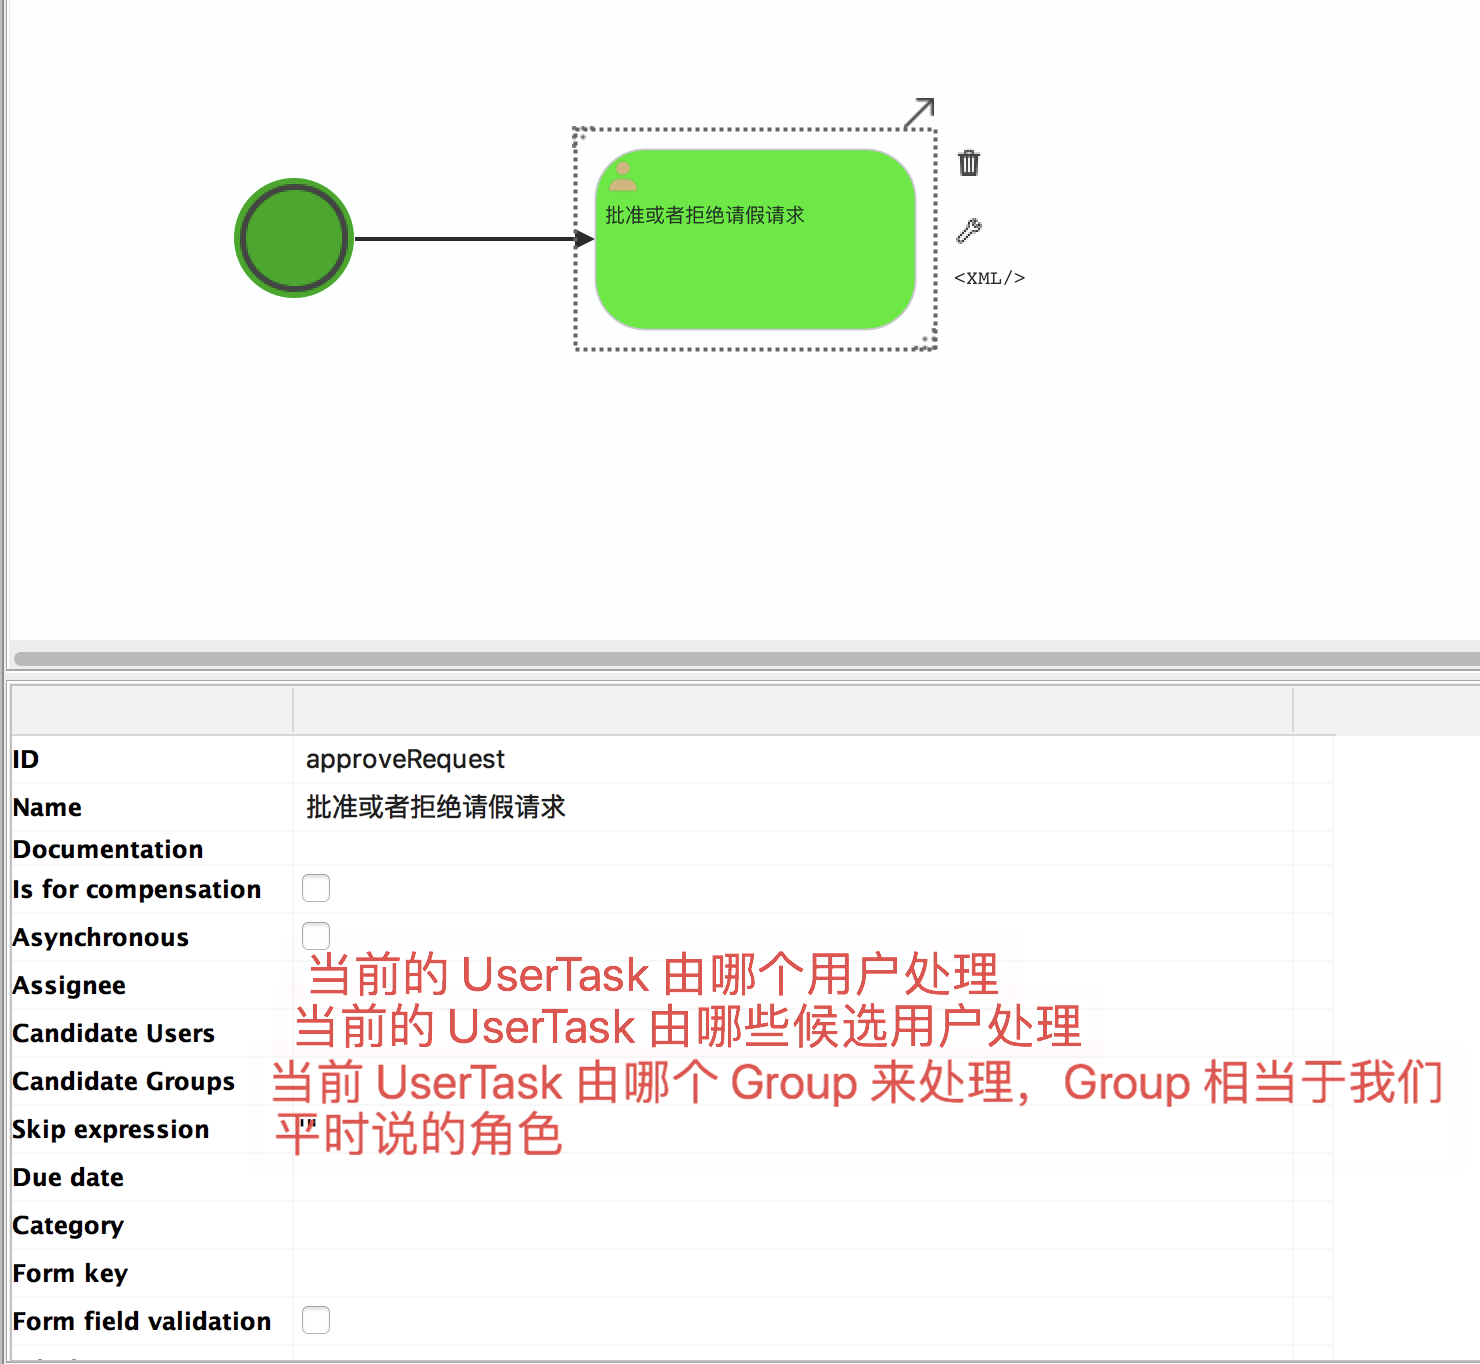 批准或者拒绝请假请求
<XML/>
ID approveRequest
Name 批准或者拒绝请假请求
Documentation
Is for compensation
Asynchronous
Assignee 当前的 UserTask 由哪个用户处理
Candidate Users 当前的 UserTask 由哪些候选用户处理
Candidate Groups 当前 UserTask 由哪个 Group 来处理，Group 相当于我们
Skip expression "" 平时说的角色
Due date
Category
Form key
Form field validation